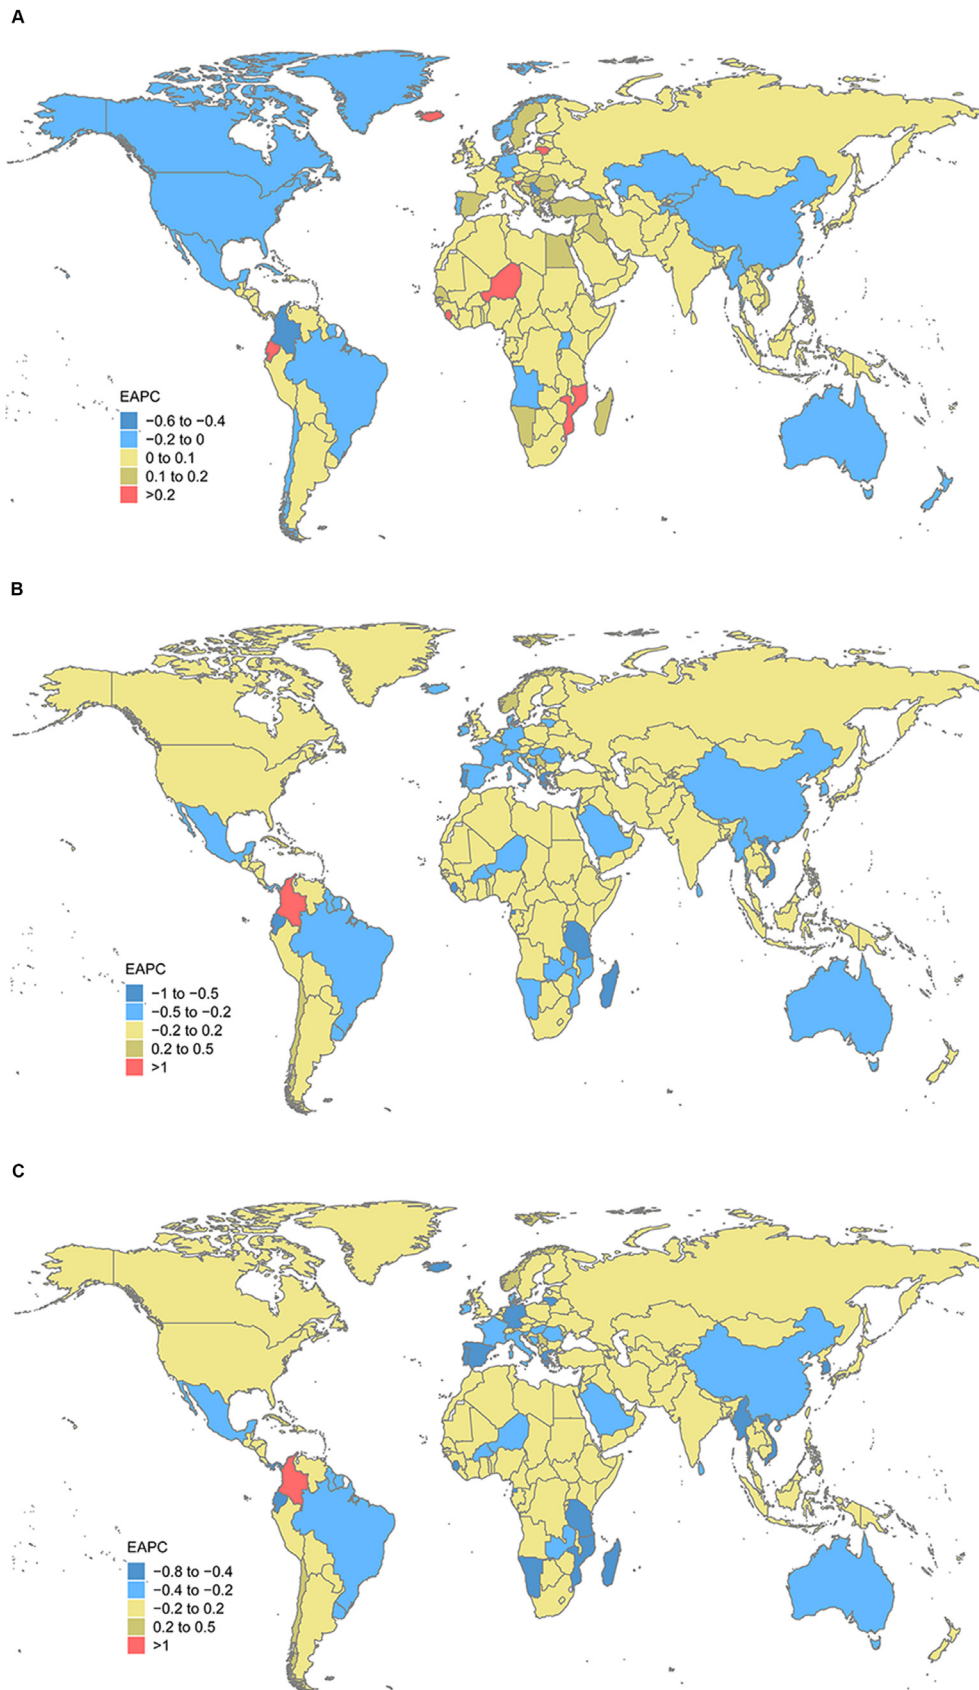 A
EAPC
−0.6 to −0.4
−0.2 to 0
0 to 0.1
0.1 to 0.2
>0.2
B
EAPC
−1 to −0.5
−0.5 to −0.2
−0.2 to 0.2
0.2 to 0.5
>1
C
EAPC
−0.8 to −0.4
−0.4 to −0.2
−0.2 to 0.2
0.2 to 0.5
>1